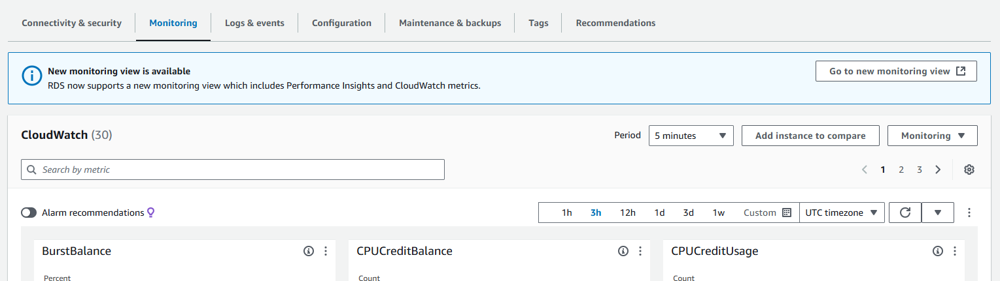 Connectivity & security Monitoring Logs & events Configuration Maintenance & backups Tags Recommendations
New monitoring view is available
RDS now supports a new monitoring view which includes Performance Insights and CloudWatch metrics.
Go to new monitoring view
CloudWatch (30)
Period 5 minutes Add instance to compare Monitoring
Search by metric
1 2 3
Alarm recommendations
1h 3h 12h 1d 3d 1w Custom UTC timezone
BurstBalance CPUCreditBalance CPUCreditUsage
Percent Count Count